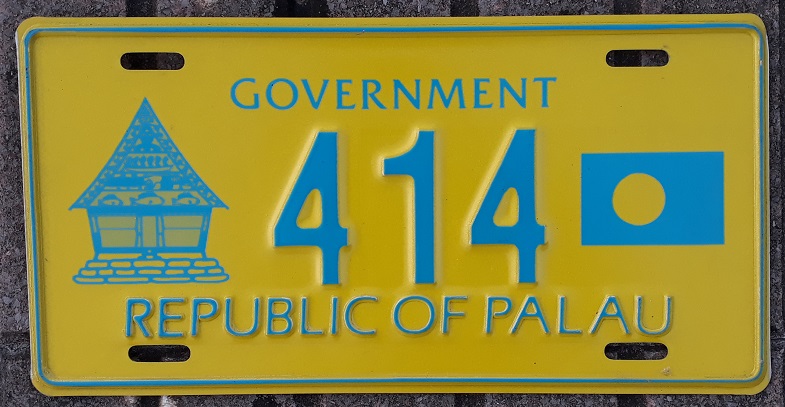 GOVERNMENT
414
REPUBLIC OF PALAU